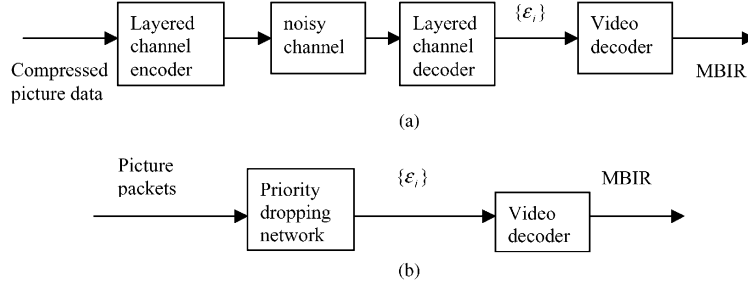 Compressed
picture data
Layered
channel
encoder
noisy
channel
Layered
channel
decoder
{ε_i}
Video
decoder
MBIR
(a)
Picture
packets
Priority
dropping
network
{ε_i}
Video
decoder
MBIR
(b)